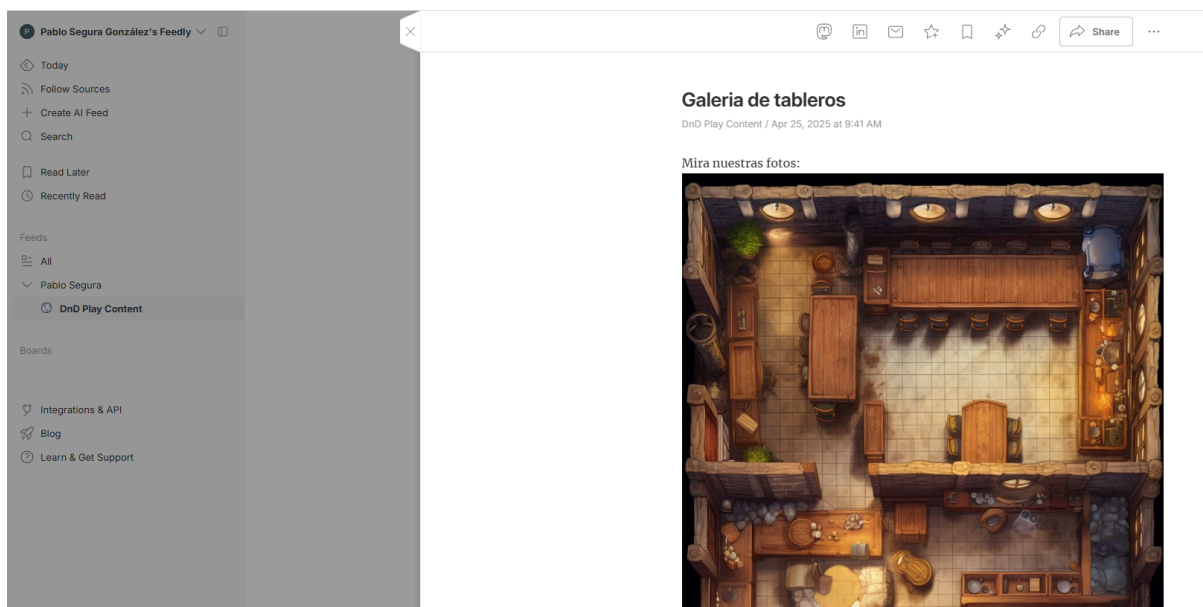 Pablo Segura González's Feedly
Today
Follow Sources
Create AI Feed
Search
Read Later
Recently Read
Feeds
All
Pablo Segura
DnD Play Content
Boards
Integrations & API
Blog
Learn & Get Support
Share
Galeria de tableros
DnD Play Content / Apr 25, 2025 at 9:41 AM
Mira nuestras fotos: